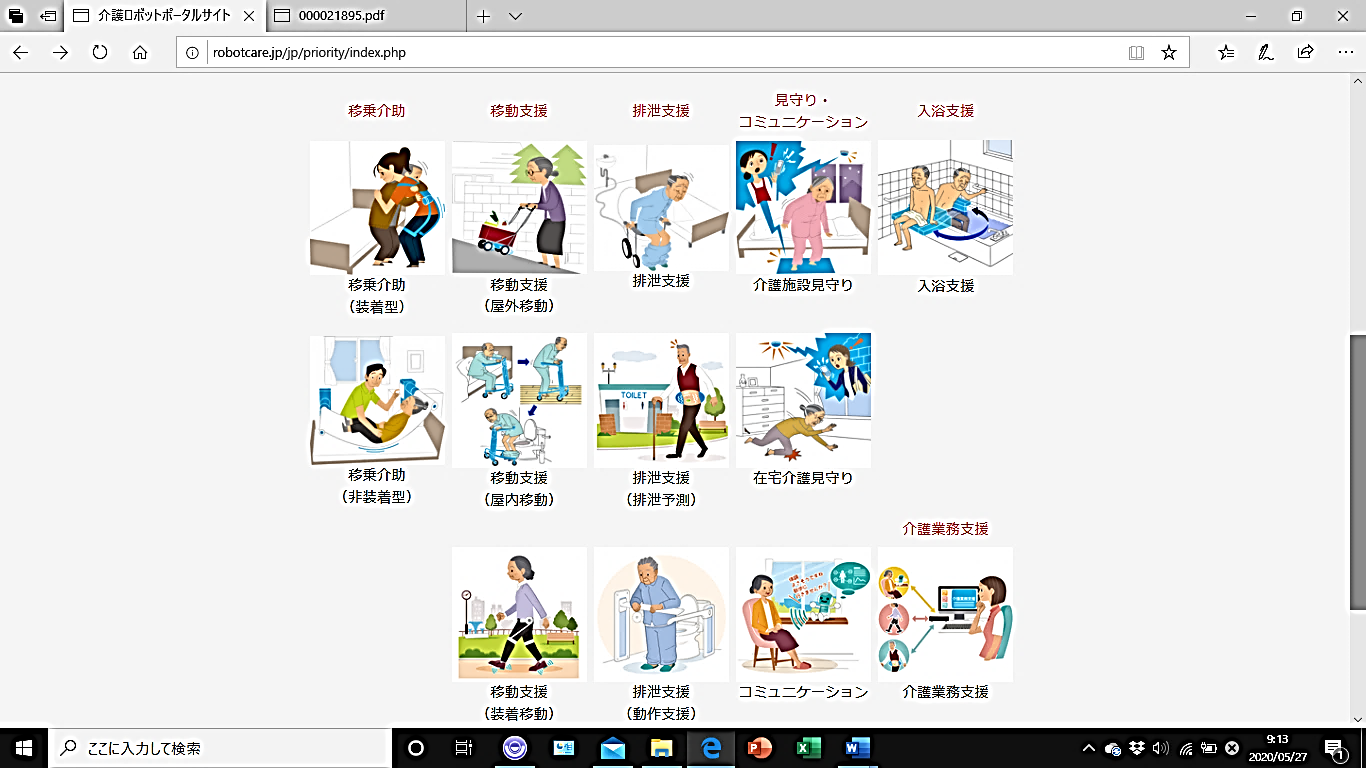 介護ロボットポータルサイト
000021895.pdf
robotcare.jp/jp/priority/index.php
移乗介助
移動支援
排泄支援
見守り・
コミュニケーション
入浴支援
移乗介助
（装着型）
移動支援
（屋外移動）
排泄支援
介護施設見守り
入浴支援
TOILET
移乗介助
（非装着型）
移動支援
（屋内移動）
排泄支援
（排泄予測）
在宅介護見守り
介護業務支援
介護業務支援
移動支援
（装着移動）
排泄支援
（動作支援）
コミュニケーション
介護業務支援
ここに入力して検索
9:13
2020/05/27
1